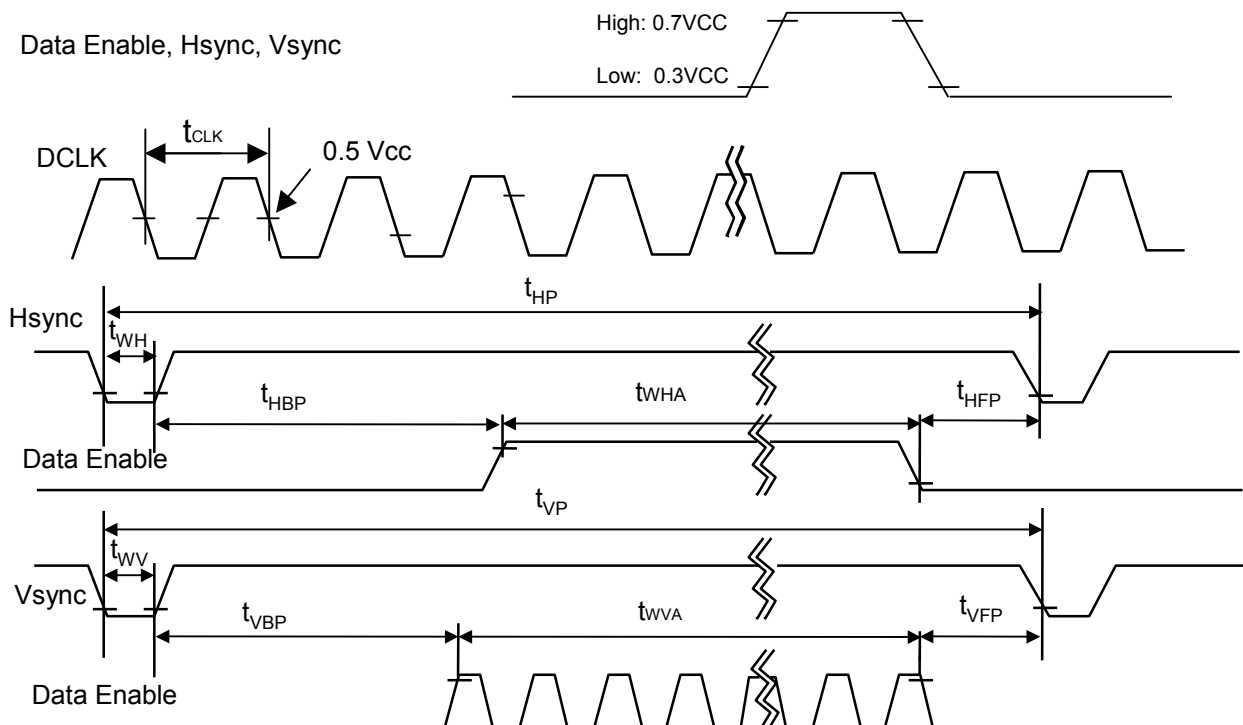 High: 0.7VCC
Data Enable, Hsync, Vsync
Low: 0.3VCC
tCLK
DCLK
0.5 Vcc
tHP
Hsync
tWH
tHBP
tWHA
tHFP
Data Enable
tVP
tWV
Vsync
tVBP
tWVA
tVFP
Data Enable